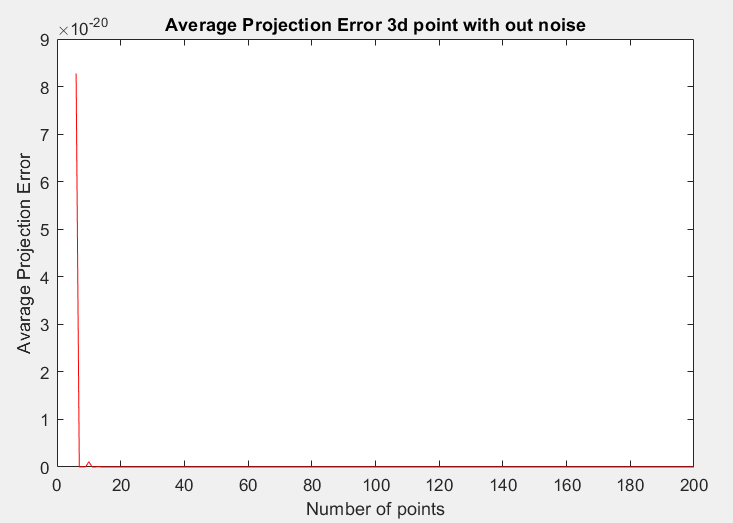 Average Projection Error 3d point with out noise
×10-20
9
8
7
6
5
4
3
2
1
0
Avarage Projection Error
0 20 40 60 80 100 120 140 160 180 200
Number of points